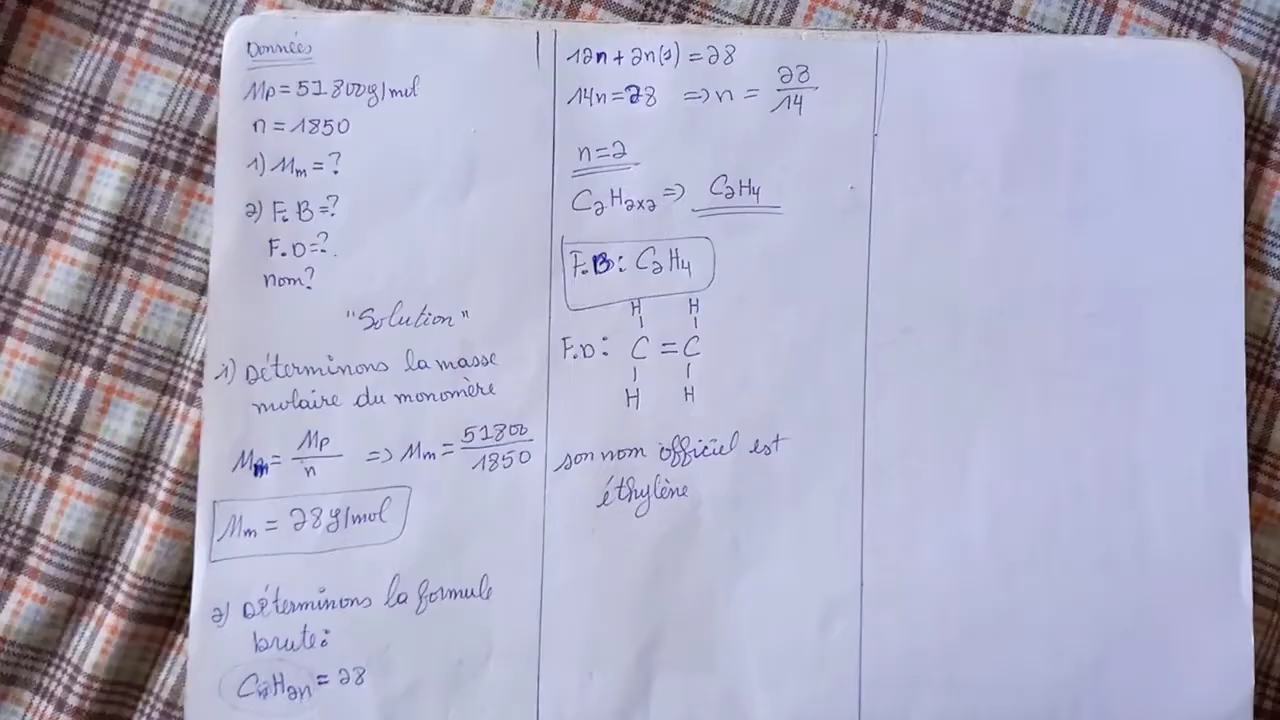 Données
Mp = 51800g/mol
n = 1850
1) Mm = ?
2) F.B = ?
F.D = ?
nom?
"Solution"
1) Déterminons la masse
molaire du monomère
Mm = Mp/n => Mm = 51800/1850
Mm = 28g/mol
2) Déterminons la formule
brute:
CnH2n = 28
12n + 2n(1) = 28
14n = 28 => n = 28/14
n = 2
C2H2x2 => C2H4
F.B: C2H4
H H
F.D: C = C
H H
son nom officiel est
éthylène